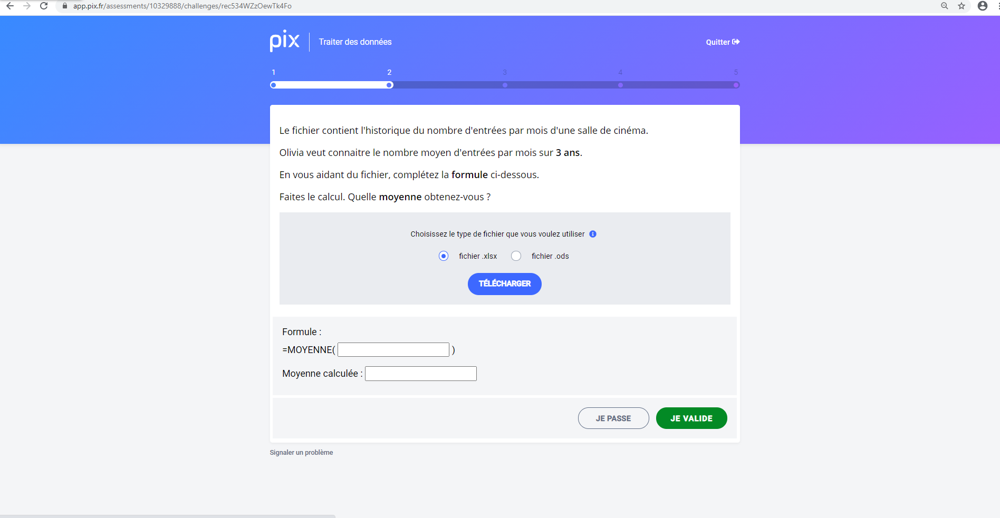 app.pix.fr/assessments/10329888/challenges/rec534WZzOewTk4Fo
pix
Traiter des données
Quitter
1 2 3 4 5
Le fichier contient l'historique du nombre d'entrées par mois d'une salle de cinéma.
Olivia veut connaitre le nombre moyen d'entrées par mois sur 3 ans.
En vous aidant du fichier, complétez la formule ci-dessous.
Faites le calcul. Quelle moyenne obtenez-vous ?
Choisissez le type de fichier que vous voulez utiliser
fichier .xlsx fichier .ods
TÉLÉCHARGER
Formule :
=MOYENNE( )
Moyenne calculée :
JE PASSE JE VALIDE
Signaler un problème